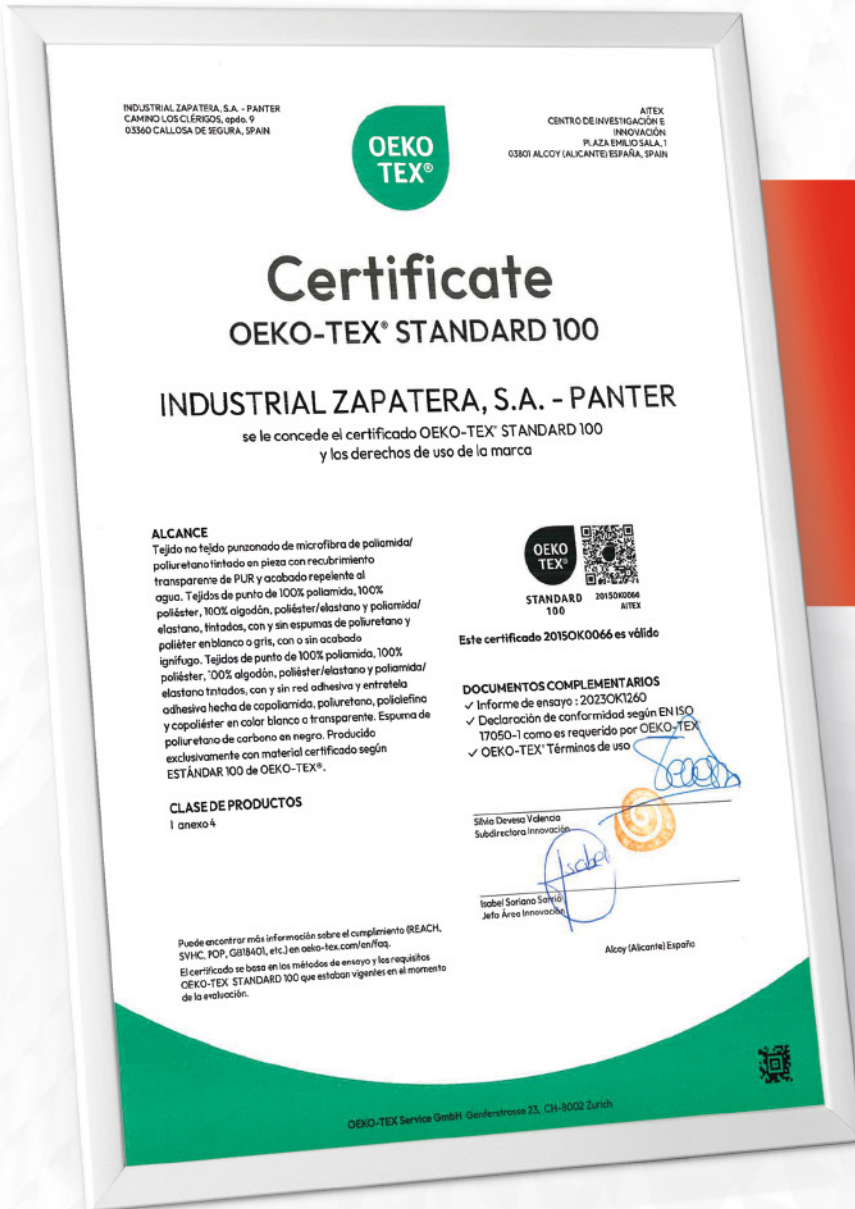 INDUSTRIAL ZAPATERA, S.A. - PANTER
CAMINO LOS CLÉRIGOS, apdo. 9
03360 CALLOSA DE SEGURA, SPAIN
AITEX
CENTRO DE INVESTIGACIÓN E
INNOVACIÓN
PLAZA EMILIO SALA, 1
03801 ALCOY (ALICANTE) ESPAÑA, SPAIN
OEKO
TEX®
Certificate
OEKO-TEX® STANDARD 100
INDUSTRIAL ZAPATERA, S.A. - PANTER
se le concede el certificado OEKO-TEX® STANDARD 100
y los derechos de uso de la marca
ALCANCE
Tejido no tejido punzonado de microfibra de poliamida/
poliuretano tintado en pieza con recubrimiento
transparente de PUR y acabado repelente al
agua. Tejidos de punto de 100% poliamida, 100%
poliéster, 100% algodón, poliéster/elastano y poliamida/
elastano, tintados, con y sin espumas de poliuretano y
poliéter en blanco o gris, con o sin acabado
ignífugo. Tejidos de punto de 100% poliamida, 100%
poliéster, 100% algodón, poliéster/elastano y poliamida/
elastano tintados, con y sin red adhesiva y entretela
adhesiva hecha de copoliamida, poliuretano, poliolefina
y copoliéster en color blanco o transparente. Espuma de
poliuretano de carbono en negro. Producido
exclusivamente con material certificado según
ESTÁNDAR 100 de OEKO-TEX®.
CLASE DE PRODUCTOS
I anexo 4
OEKO
TEX®
STANDARD
100
2015OK0066
AITEX
Este certificado 2015OK0066 es válido
DOCUMENTOS COMPLEMENTARIOS
✓ Informe de ensayo : 2023OK1260
✓ Declaración de conformidad según EN ISO
17050-1 como es requerido por OEKO-TEX
✓ OEKO-TEX® Términos de uso
Silvia Devesa Valencia
Subdirectora Innovación
Isabel
Isabel Soriano Sarrió
Jefa Área Innovación
Alcoy (Alicante) España
Puede encontrar más información sobre el cumplimiento (REACH,
SVHC, POP, GB18401, etc.) en oeko-tex.com/en/faq.
El certificado se basa en los métodos de ensayo y los requisitos
OEKO-TEX STANDARD 100 que estaban vigentes en el momento
de la evaluación.
OEKO-TEX Service GmbH Genferstrasse 23, CH-8002 Zurich